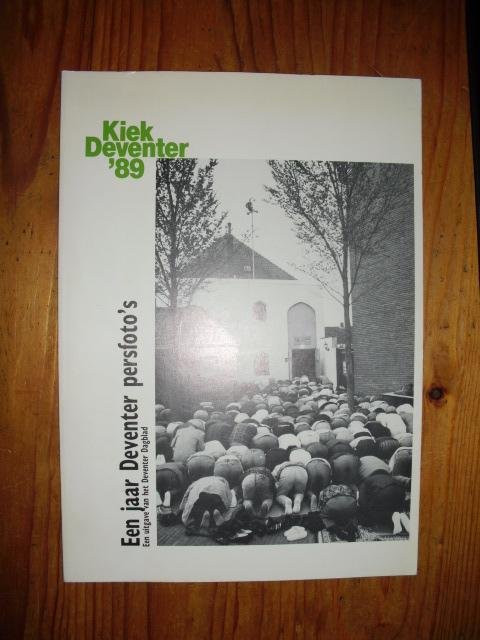 Kiek
Deventer
'89
Een jaar Deventer persfoto's
Een uitgave van het Deventer Dagblad